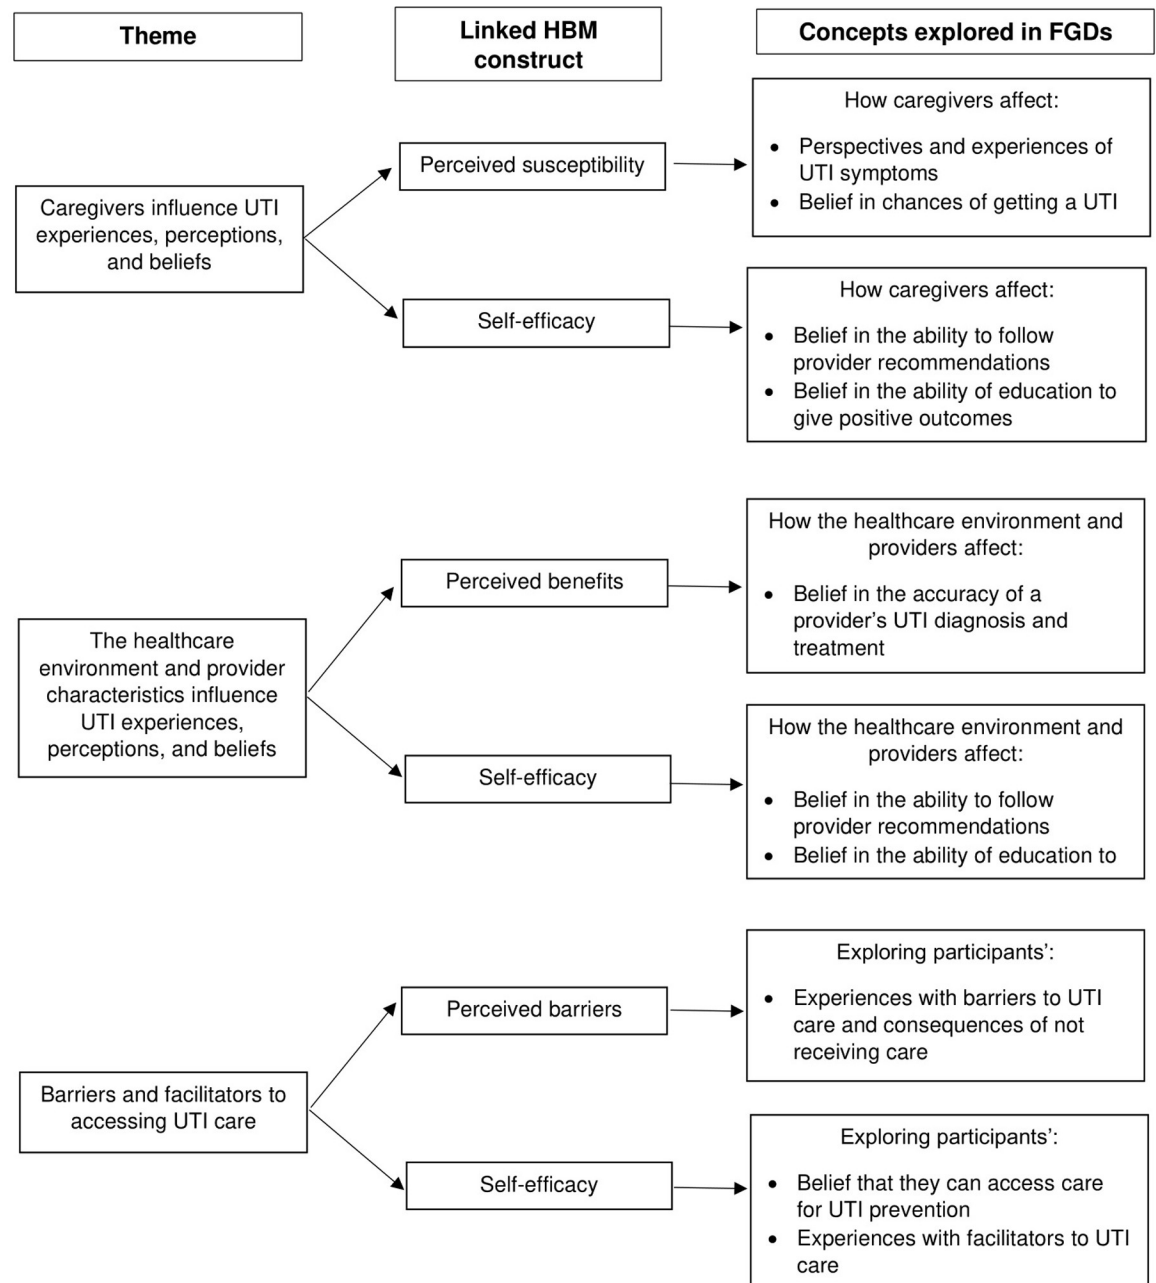 Theme
Linked HBM
construct
Concepts explored in FGDs
Caregivers influence UTI
experiences, perceptions,
and beliefs
Perceived susceptibility
How caregivers affect:
• Perspectives and experiences of
UTI symptoms
• Belief in chances of getting a UTI
Self-efficacy
How caregivers affect:
• Belief in the ability to follow
provider recommendations
• Belief in the ability of education to
give positive outcomes
The healthcare
environment and provider
characteristics influence
UTI experiences,
perceptions, and beliefs
Perceived benefits
How the healthcare environment and
providers affect:
• Belief in the accuracy of a
provider’s UTI diagnosis and
treatment
Self-efficacy
How the healthcare environment and
providers affect:
• Belief in the ability to follow
provider recommendations
• Belief in the ability of education to
Barriers and facilitators to
accessing UTI care
Perceived barriers
Exploring participants’:
• Experiences with barriers to UTI
care and consequences of not
receiving care
Self-efficacy
Exploring participants’:
• Belief that they can access care
for UTI prevention
• Experiences with facilitators to UTI
care